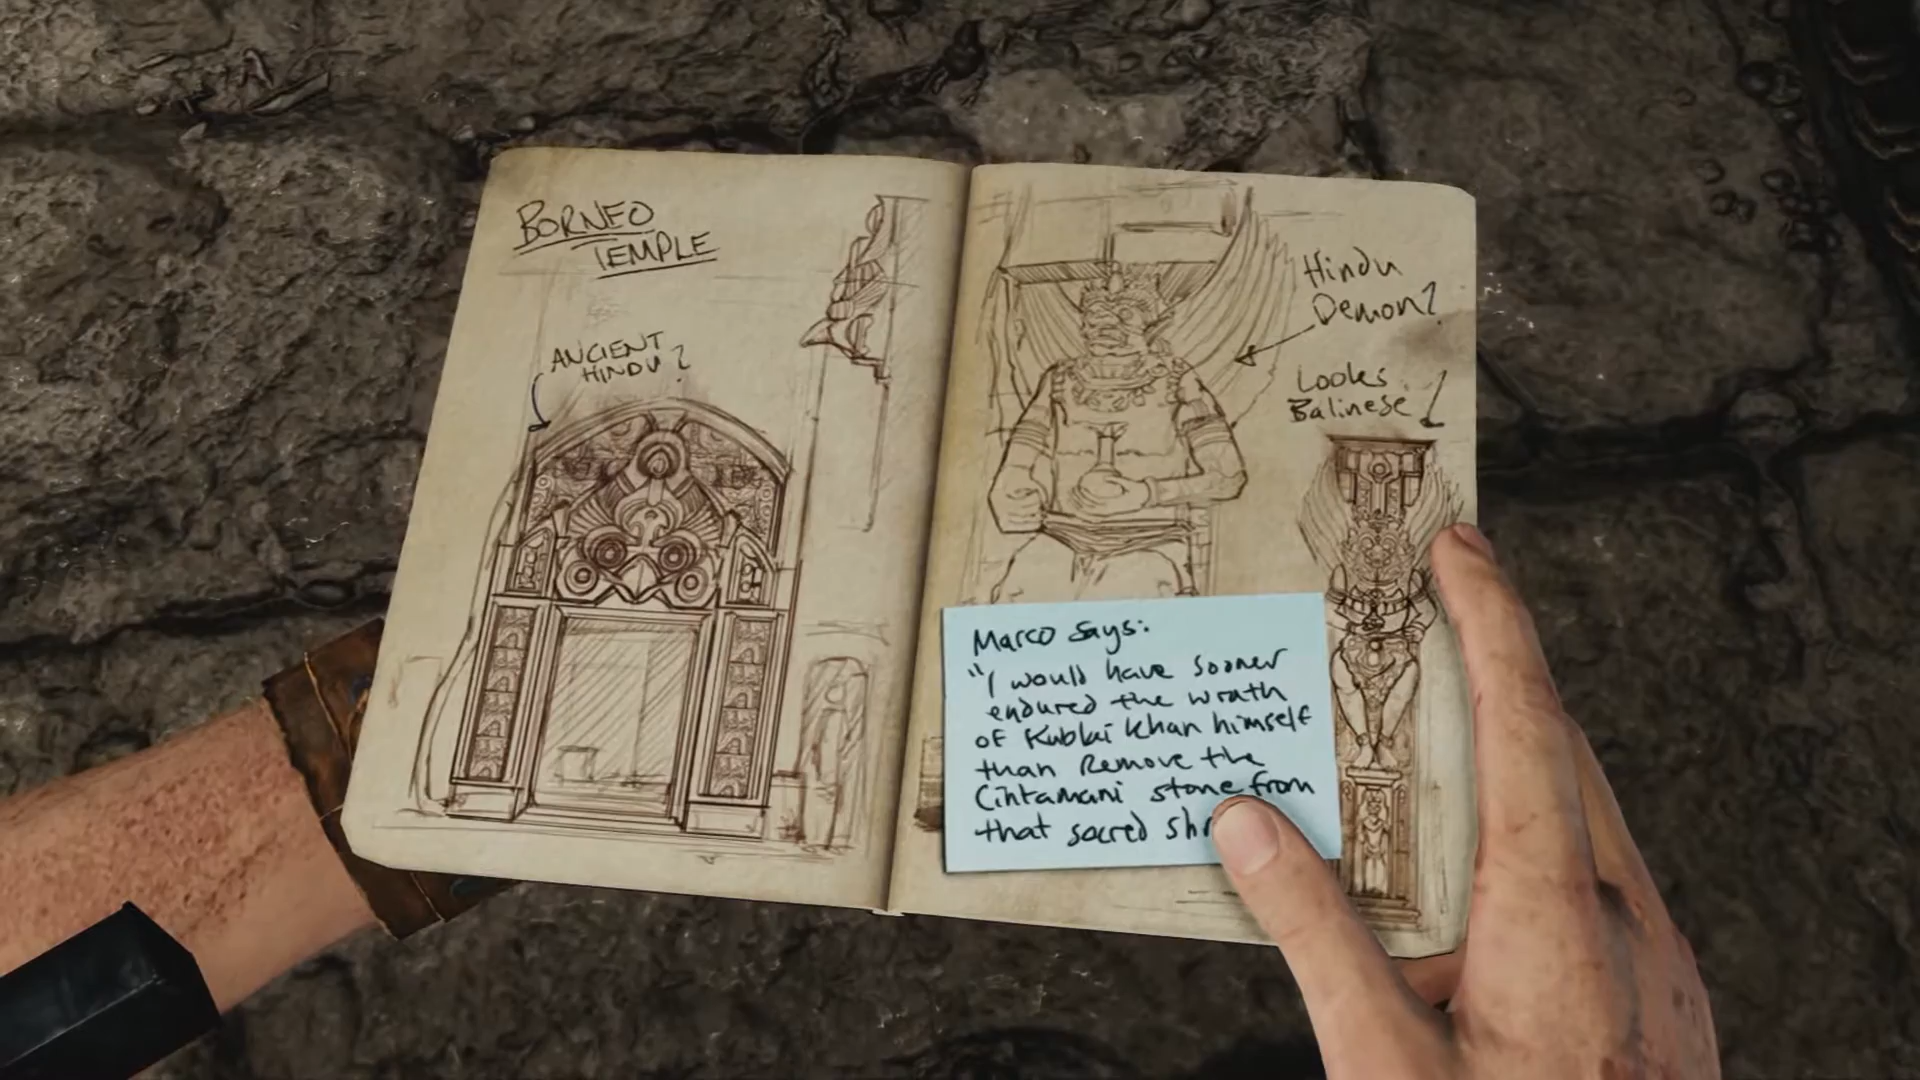 BORNEO
TEMPLE
ANCIENT
HINDU?
Hindu
Demon?
Looks
Balinese
Marco says:
"I would have sooner
endured the wrath
of Kublai Khan himself
than remove the
Cintamani stone from
that sacred